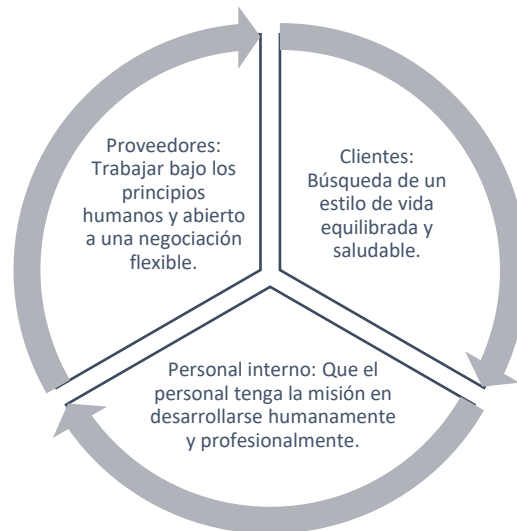 Proveedores:
Trabajar bajo los
principios
humanos y abierto
a una negociación
flexible.
Clientes:
Búsqueda de un
estilo de vida
equilibrada y
saludable.
Personal interno: Que el
personal tenga la misión en
desarrollarse humanamente
y profesionalmente.